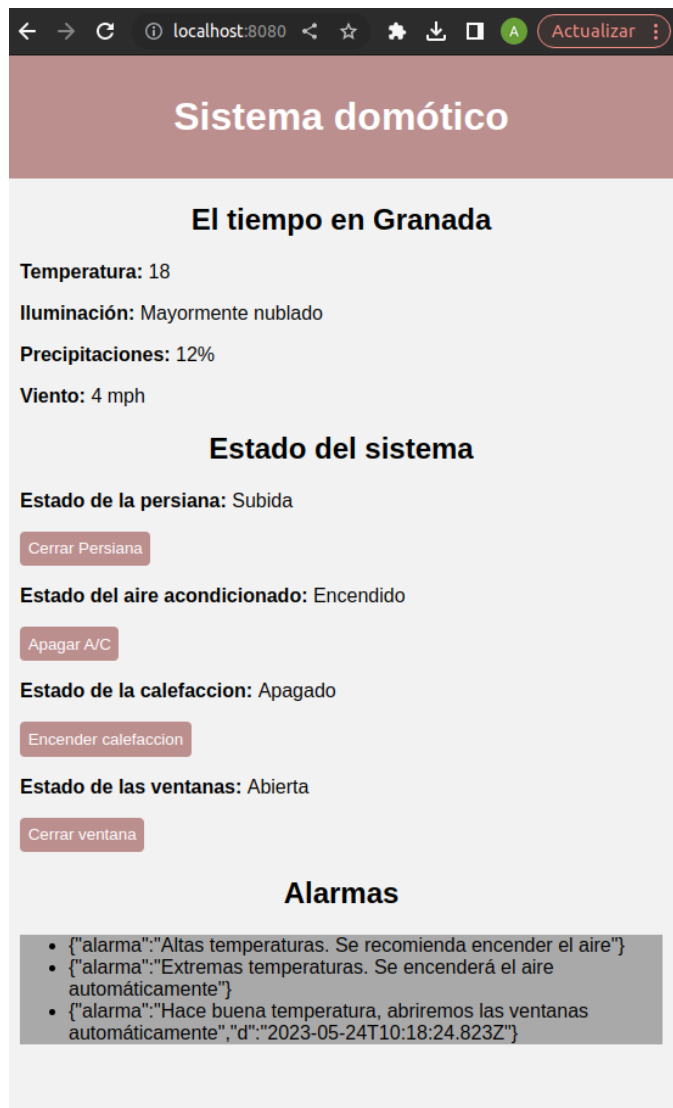 localhost:8080
A
Actualizar
Sistema domótico
El tiempo en Granada
Temperatura: 18
Iluminación: Mayormente nublado
Precipitaciones: 12%
Viento: 4 mph
Estado del sistema
Estado de la persiana: Subida
Cerrar Persiana
Estado del aire acondicionado: Encendido
Apagar A/C
Estado de la calefaccion: Apagado
Encender calefaccion
Estado de las ventanas: Abierta
Cerrar ventana
Alarmas
• {"alarma":"Altas temperaturas. Se recomienda encender el aire"}
• {"alarma":"Extremas temperaturas. Se encenderá el aire
automáticamente"}
• {"alarma":"Hace buena temperatura, abriremos las ventanas
automáticamente","d":"2023-05-24T10:18:24.823Z"}